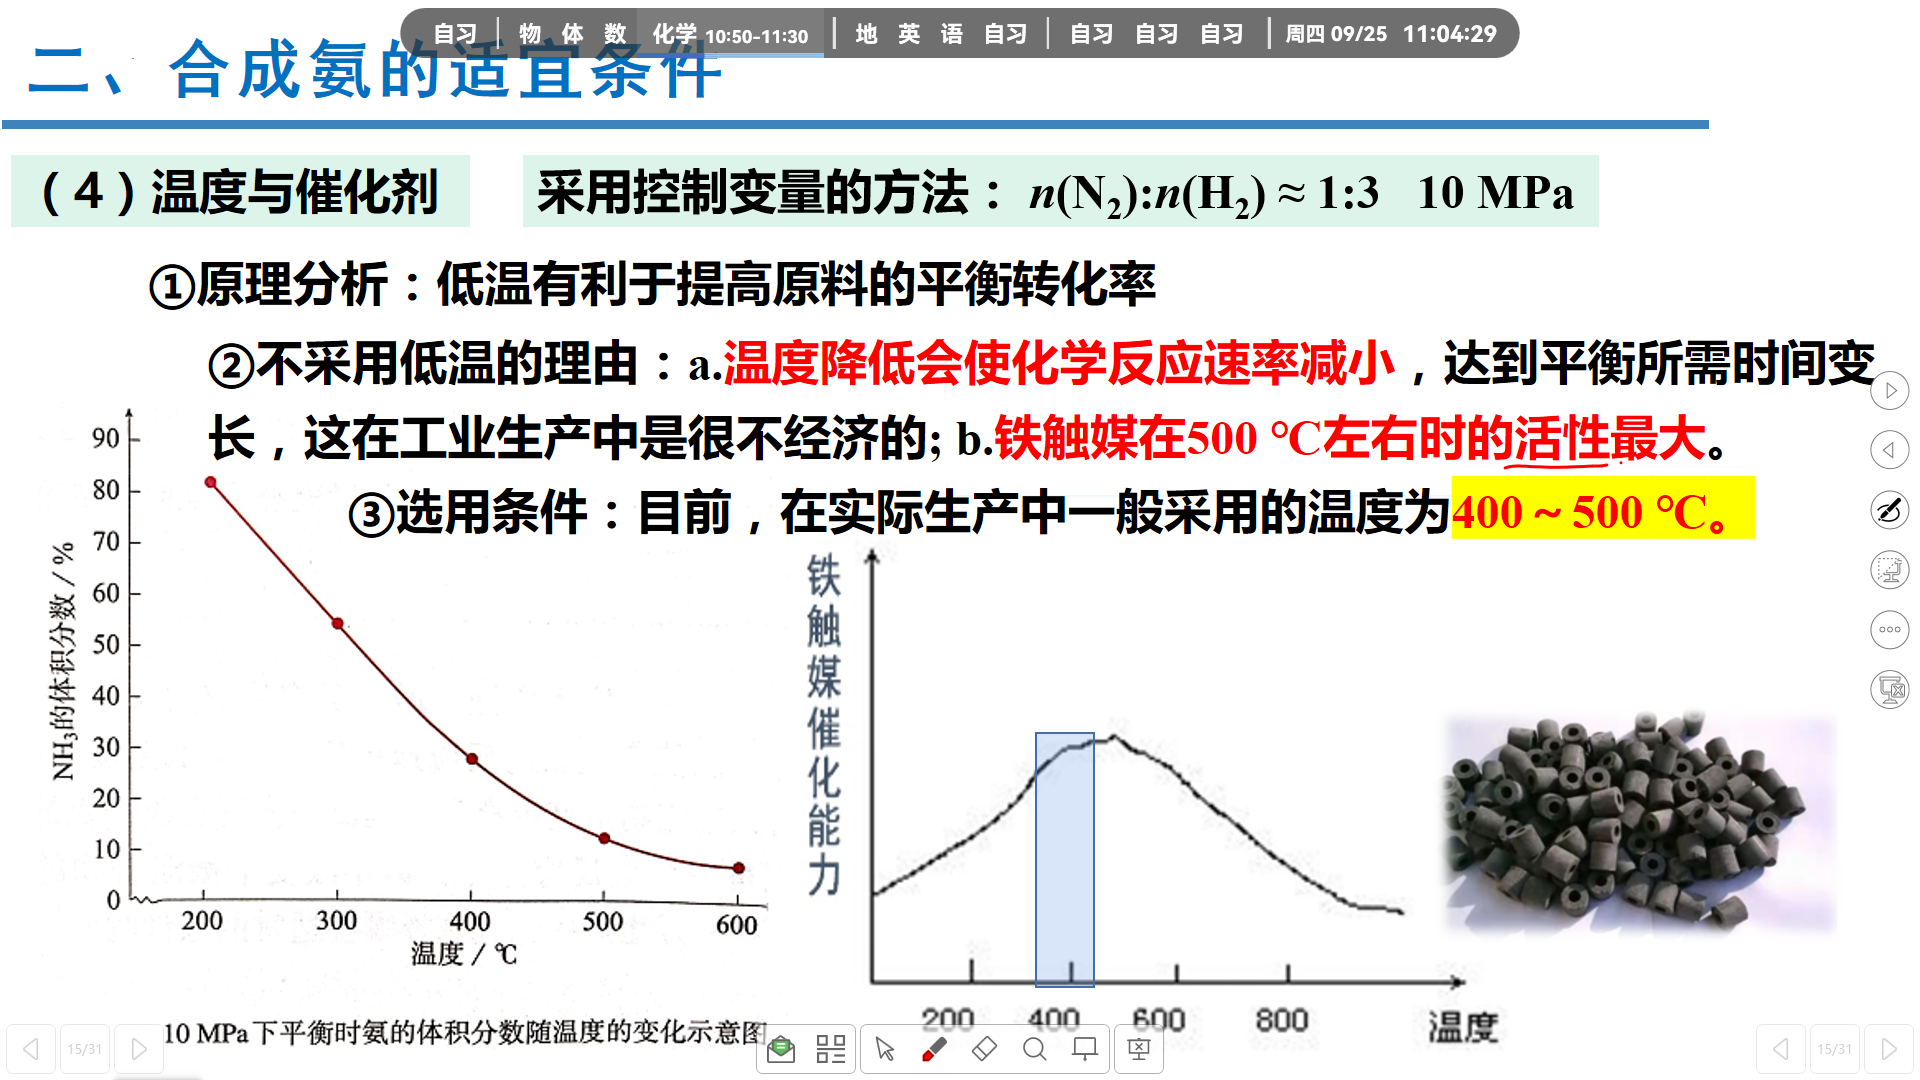 自习 物 体 数 化学 10:50-11:30 地 英 语 自习 自习 自习 自习 周四 09/25 11:04:29
二、合成氨的适宜条件
（4）温度与催化剂 采用控制变量的方法： n(N₂):n(H₂) ≈ 1:3 10 MPa
①原理分析：低温有利于提高原料的平衡转化率
②不采用低温的理由：a.温度降低会使化学反应速率减小，达到平衡所需时间变
长，这在工业生产中是很不经济的; b.铁触媒在500 ℃左右时的活性最大。
③选用条件：目前，在实际生产中一般采用的温度为400～500 ℃。
NH₃的体积分数 / %
90
80
70
60
50
40
30
20
10
0
200 300 400 500 600
温度 / ℃
10 MPa下平衡时氨的体积分数随温度的变化示意图
铁触媒催化能力
200 400 600 800
温度
15/31
15/31